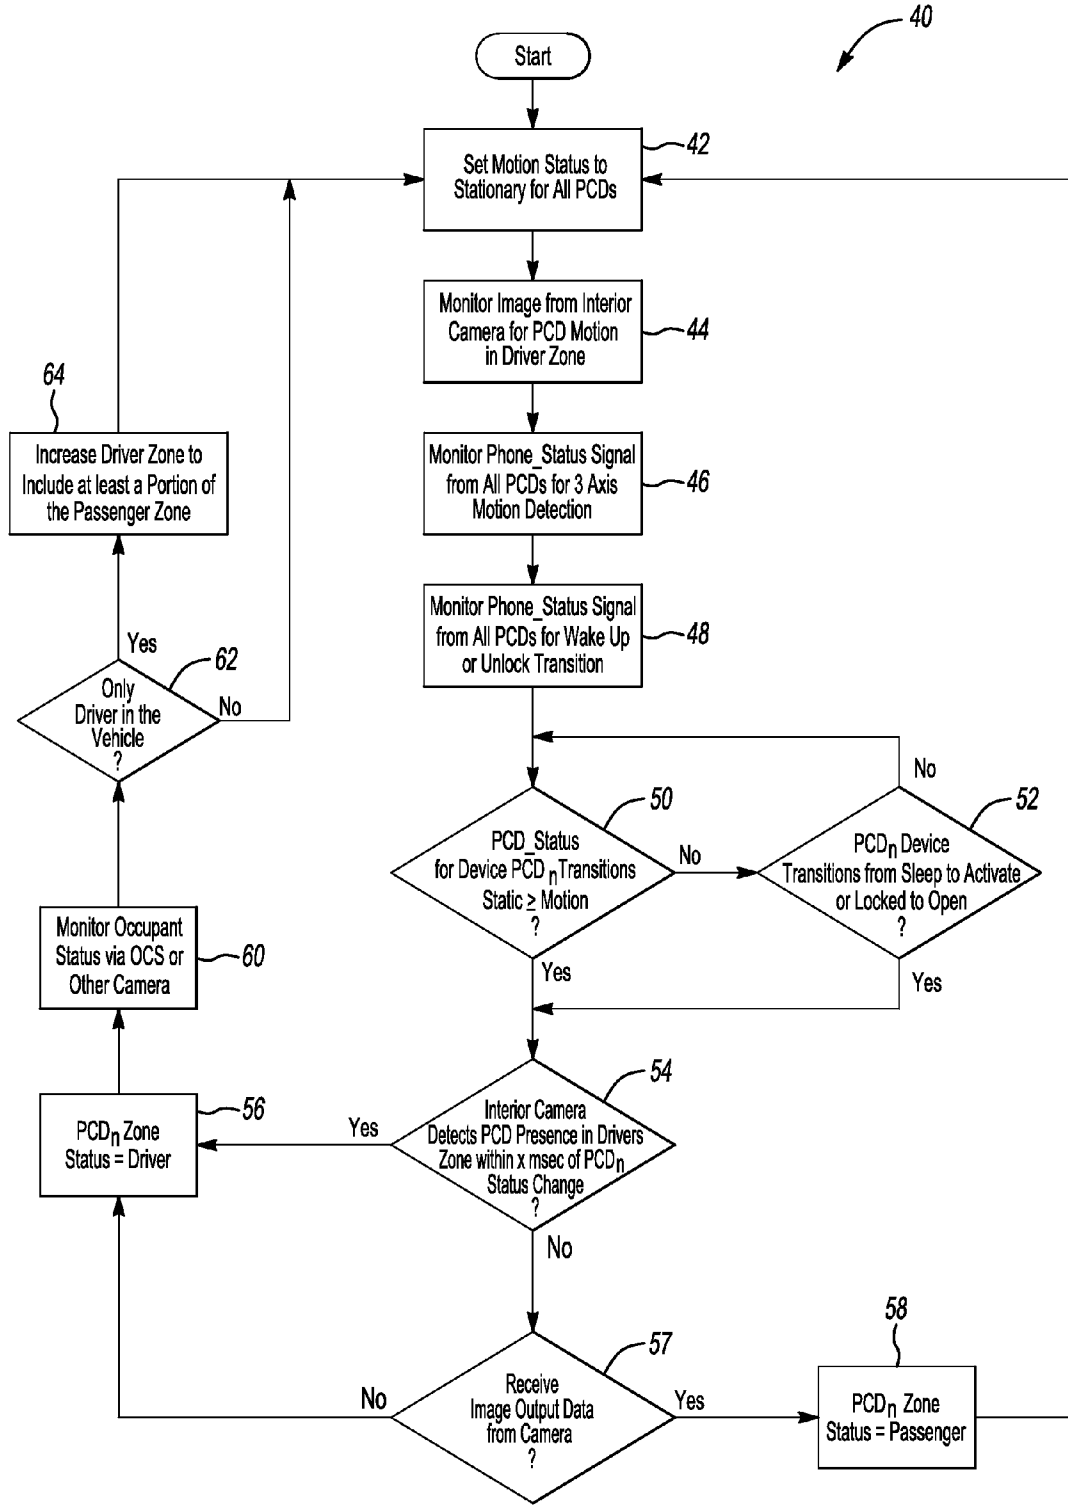 40
Start
42
Set Motion Status to
Stationary for All PCDs
Monitor Image from Interior
Camera for PCD Motion
in Driver Zone
44
64
Increase Driver Zone to
Include at least a Portion of
the Passenger Zone
Monitor Phone_Status Signal
from All PCDs for 3 Axis
Motion Detection
46
Monitor Phone_Status Signal
from All PCDs for Wake Up
or Unlock Transition
48
Yes
62
Only
Driver in the
Vehicle
?
No
50
PCD_Status
for Device PCDn Transitions
Static ≥ Motion
?
No
Yes
No
52
PCDn Device
Transitions from Sleep to Activate
or Locked to Open
?
Yes
Monitor Occupant
Status via OCS or
Other Camera
60
54
Interior Camera
Detects PCD Presence in Drivers
Zone within x msec of PCDn
Status Change
?
Yes
No
56
PCDn Zone
Status = Driver
57
Receive
Image Output Data
from Camera
?
No
Yes
58
PCDn Zone
Status = Passenger